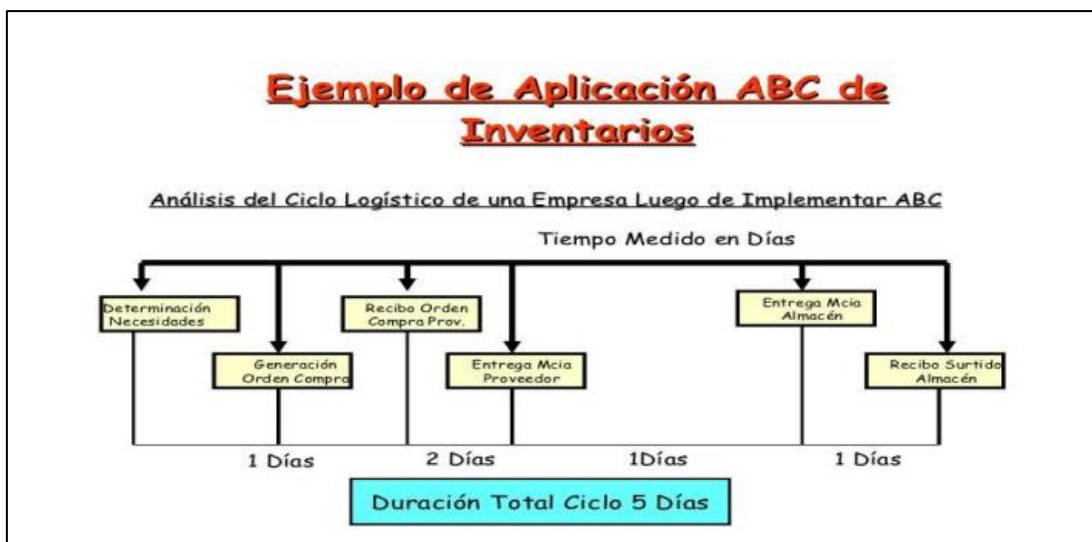 Ejemplo de Aplicación ABC de
Inventarios
Análisis del Ciclo Logístico de una Empresa Luego de Implementar ABC
Tiempo Medido en Días
Determinación
Necesidades
Generación
Orden Compra
Recibo Orden
Compra Prov.
Entrega Mcia
Proveedor
Entrega Mcia
Almacén
Recibo Surtido
Almacén
1 Días
2 Días
1Días
1 Días
Duración Total Ciclo 5 Días